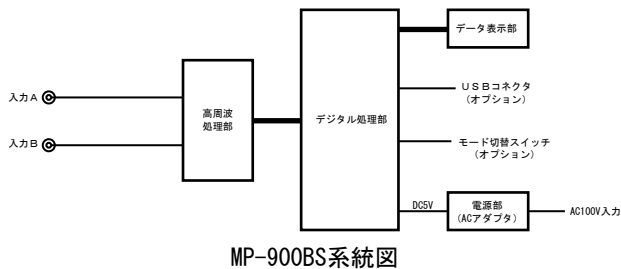 データ表示部
入力A
入力B
高周波
処理部
デジタル処理部
USBコネクタ
(オプション)
モード切替スイッチ
(オプション)
DC5V
電源部
(ACアダプタ)
AC100V入力
MP-900BS系統図